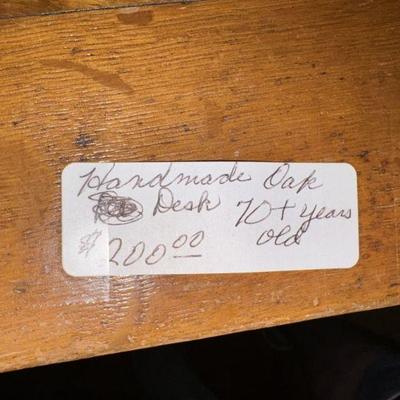 Handmade Oak
Desk 70+ years
$200.00 old